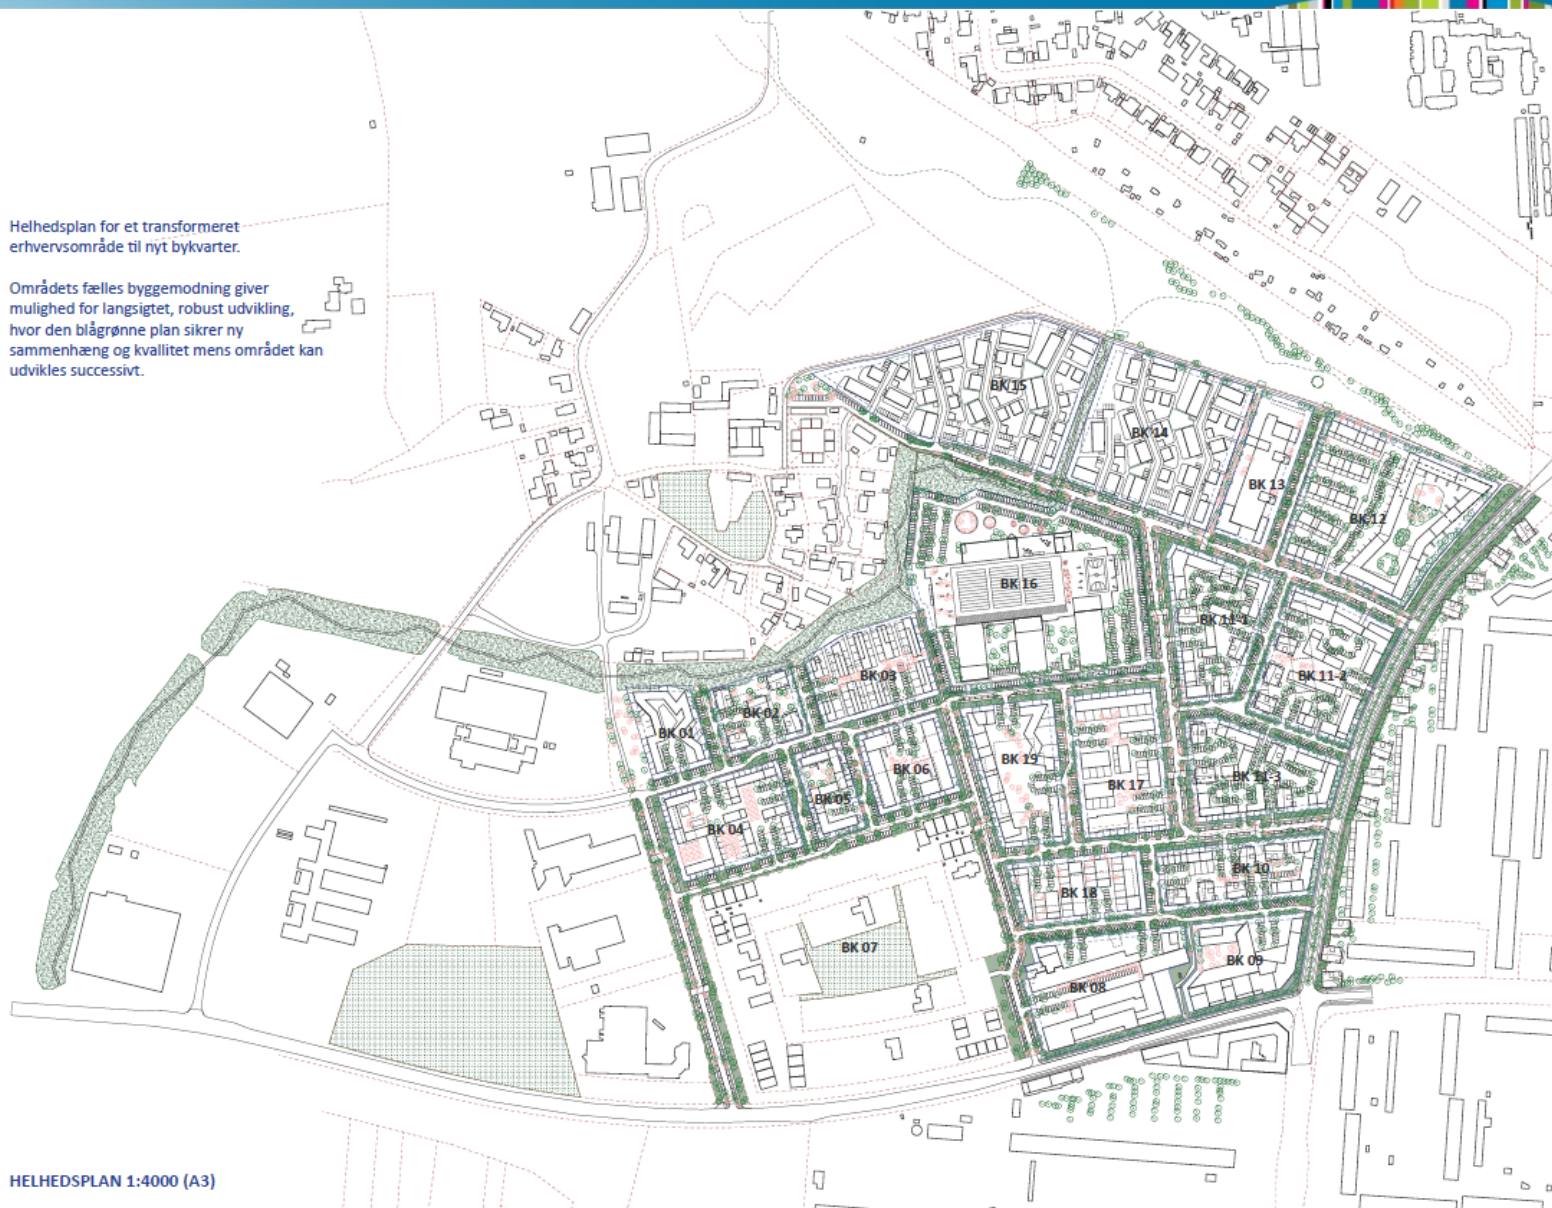 Helhedsplan for et transformeret
erhvervsområde til nyt bykvarter.
Områdets fælles byggemodning giver
mulighed for langsigtet, robust udvikling,
hvor den blågrønne plan sikrer ny
sammenhæng og kvallitet mens området kan
udvikles successivt.
BK 15
BK 14
BK 13
BK 12
BK 16
BK 11-1
BK 11-2
BK 03
BK 02
BK 01
BK 06
BK 19
BK 17
BK 11-3
BK 05
BK 04
BK 10
BK 18
BK 07
BK 09
BK 08
HELHEDSPLAN 1:4000 (A3)